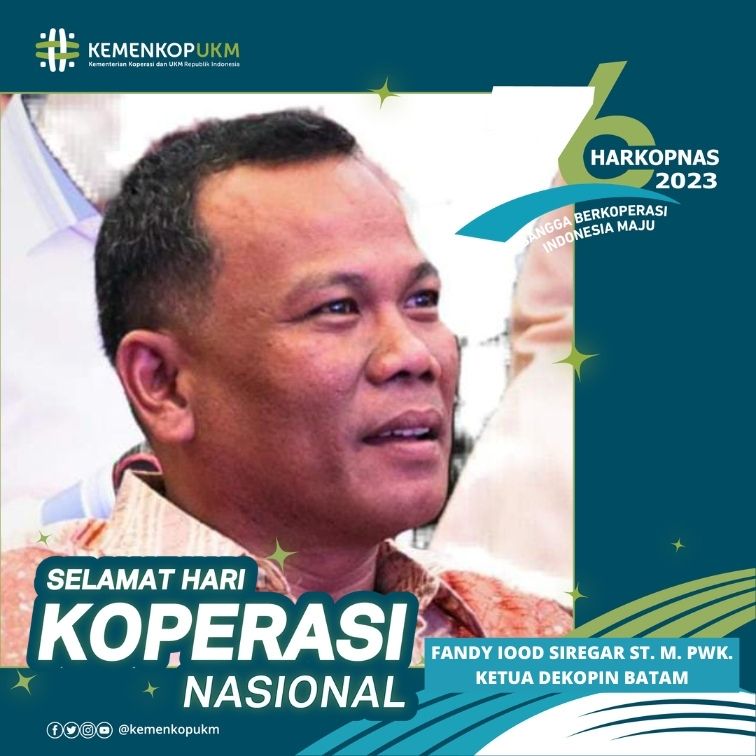 KEMENKOPUKM
Kementerian Koperasi dan UKM Republik Indonesia
76
HARKOPNAS
2023
BANGGA BERKOPERASI
INDONESIA MAJU
SELAMAT HARI
KOPERASI
NASIONAL
FANDY IOOD SIREGAR ST. M. PWK.
KETUA DEKOPIN BATAM
@kemenkopukm